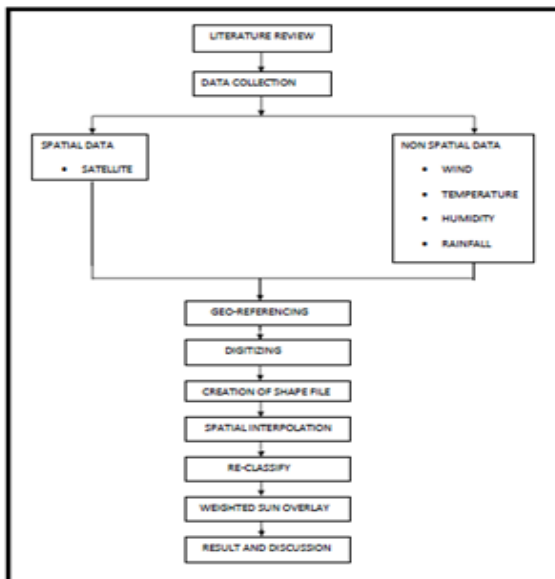 LITERATURE REVIEW
DATA COLLECTION
SPATIAL DATA
• SATELLITE
NON SPATIAL DATA
• WIND
• TEMPERATURE
• HUMIDITY
• RAINFALL
GEO-REFERENCING
DIGITIZING
CREATION OF SHAPE FILE
SPATIAL INTERPOLATION
RE-CLASSIFY
WEIGHTED SUN OVERLAY
RESULT AND DISCUSSION